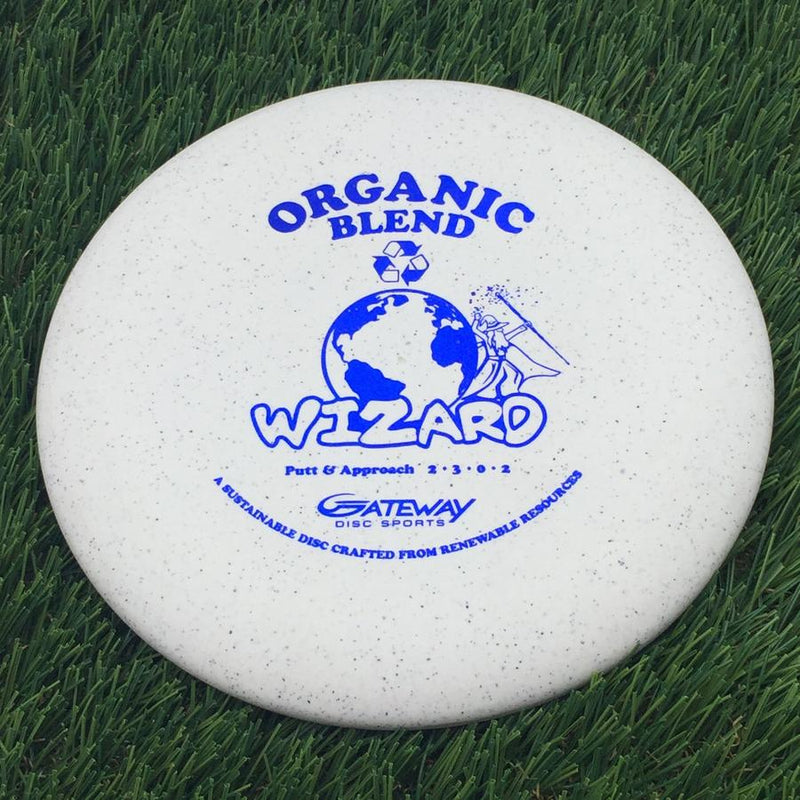 ORGANIC
BLEND
WIZARD
Putt & Approach 2 • 3 • 0 • 2
GATEWAY
DISC SPORTS
A SUSTAINABLE DISC CRAFTED FROM RENEWABLE RESOURCES